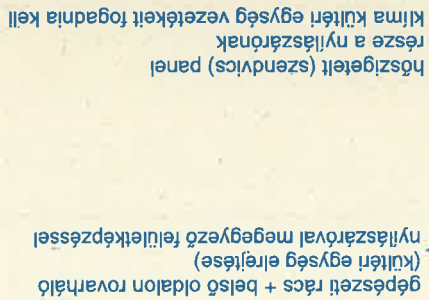 gépészeti rács + belső oldalon rovarháló
(kültéri egység elrejtése)
nyílászáróval megegyező felületképzéssel
hőszigetelt (szendvics) panel
része a nyílászárónak
klíma kültéri egység vezetékeit fogadnia kell